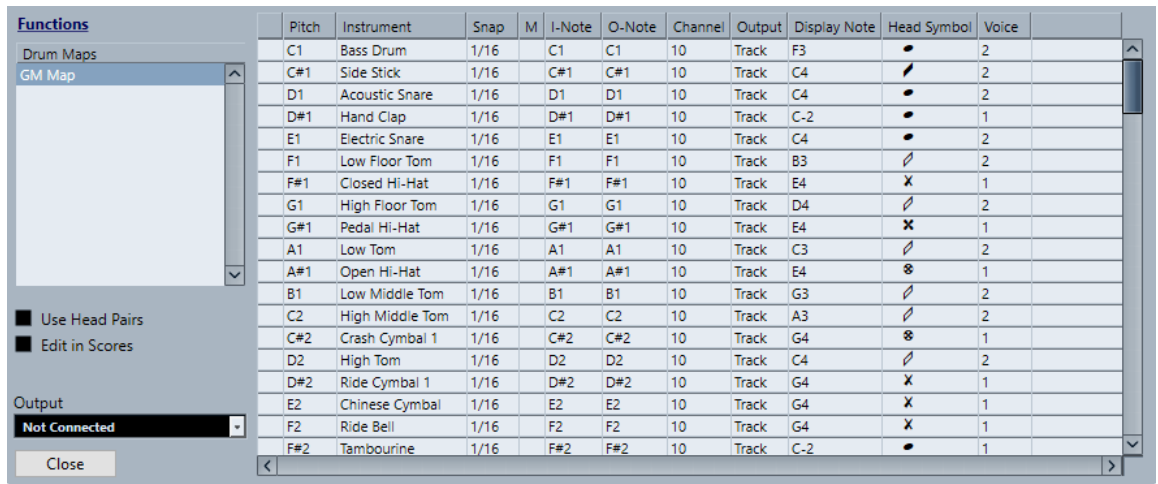 Functions
Drum Maps
GM Map
Use Head Pairs
Edit in Scores
Output
Not Connected
Close
Pitch Instrument Snap M I-Note O-Note Channel Output Display Note Head Symbol Voice
C1 Bass Drum 1/16 C1 C1 10 Track F3 2
C#1 Side Stick 1/16 C#1 C#1 10 Track C4 2
D1 Acoustic Snare 1/16 D1 D1 10 Track C4 2
D#1 Hand Clap 1/16 D#1 D#1 10 Track C-2 1
E1 Electric Snare 1/16 E1 E1 10 Track C4 2
F1 Low Floor Tom 1/16 F1 F1 10 Track B3 2
F#1 Closed Hi-Hat 1/16 F#1 F#1 10 Track E4 1
G1 High Floor Tom 1/16 G1 G1 10 Track D4 2
G#1 Pedal Hi-Hat 1/16 G#1 G#1 10 Track E4 1
A1 Low Tom 1/16 A1 A1 10 Track C3 2
A#1 Open Hi-Hat 1/16 A#1 A#1 10 Track E4 1
B1 Low Middle Tom 1/16 B1 B1 10 Track G3 2
C2 High Middle Tom 1/16 C2 C2 10 Track A3 2
C#2 Crash Cymbal 1 1/16 C#2 C#2 10 Track G4 1
D2 High Tom 1/16 D2 D2 10 Track C4 2
D#2 Ride Cymbal 1 1/16 D#2 D#2 10 Track G4 1
E2 Chinese Cymbal 1/16 E2 E2 10 Track G4 1
F2 Ride Bell 1/16 F2 F2 10 Track G4 1
F#2 Tambourine 1/16 F#2 F#2 10 Track C-2 1